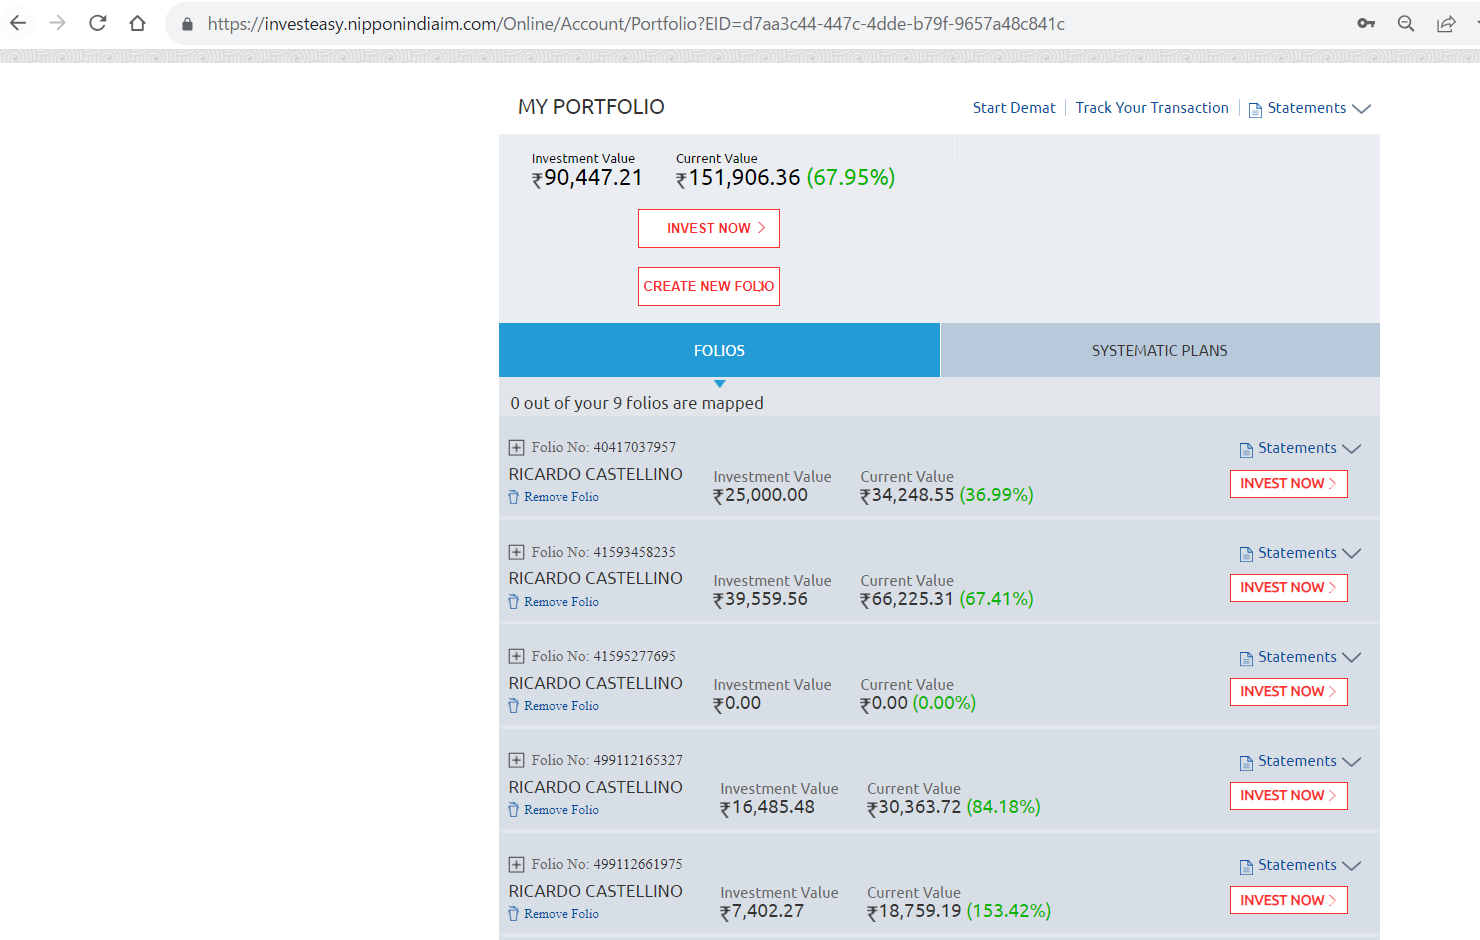 https://investeasy.nipponindiaim.com/Online/Account/Portfolio?EID=d7aa3c44-447c-4dde-b79f-9657a48c841c
MY PORTFOLIO
Start Demat Track Your Transaction Statements
Investment Value Current Value
₹90,447.21 ₹151,906.36 (67.95%)
INVEST NOW
CREATE NEW FOLIO
FOLIOS SYSTEMATIC PLANS
0 out of your 9 folios are mapped
Folio No: 40417037957 Statements
RICARDO CASTELLINO Investment Value Current Value
Remove Folio ₹25,000.00 ₹34,248.55 (36.99%) INVEST NOW
Folio No: 41593458235 Statements
RICARDO CASTELLINO Investment Value Current Value
Remove Folio ₹39,559.56 ₹66,225.31 (67.41%) INVEST NOW
Folio No: 41595277695 Statements
RICARDO CASTELLINO Investment Value Current Value
Remove Folio ₹0.00 ₹0.00 (0.00%) INVEST NOW
Folio No: 499112165327 Statements
RICARDO CASTELLINO Investment Value Current Value
Remove Folio ₹16,485.48 ₹30,363.72 (84.18%) INVEST NOW
Folio No: 499112661975 Statements
RICARDO CASTELLINO Investment Value Current Value
Remove Folio ₹7,402.27 ₹18,759.19 (153.42%) INVEST NOW